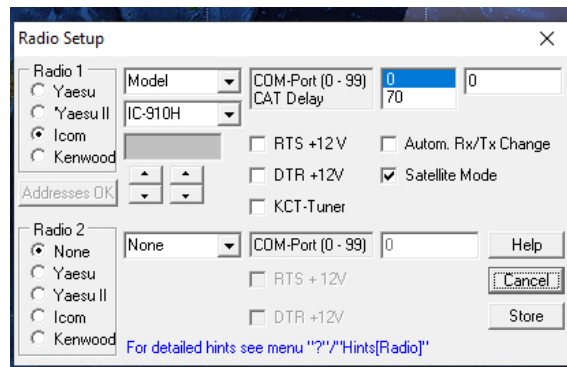 Radio Setup
Radio 1
Yaesu
'Yaesu II
Icom
Kenwood
Addresses OK
Model
IC-910H
COM-Port (0 - 99)
CAT Delay
0
70
0
RTS +12 V
DTR +12V
KCT-Tuner
Autom. Rx/Tx Change
Satellite Mode
Radio 2
None
Yaesu
Yaesu II
Icom
Kenwood
None
COM-Port (0 - 99)
0
RTS + 12V
DTR +12V
Help
Cancel
Store
For detailed hints see menu "?"/"Hints[Radio]"